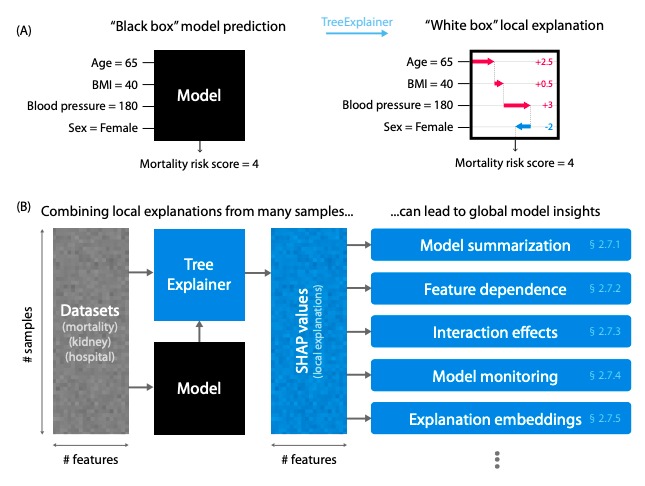 (A)
"Black box" model prediction
TreeExplainer
"White box" local explanation
Age = 65
BMI = 40
Blood pressure = 180
Sex = Female
Model
Mortality risk score = 4
Age = 65
BMI = 40
Blood pressure = 180
Sex = Female
+2.5
+0.5
+3
-2
Mortality risk score = 4
(B)
Combining local explanations from many samples...
...can lead to global model insights
# samples
Datasets
(mortality)
(kidney)
(hospital)
# features
Tree
Explainer
Model
SHAP values
(local explanations)
# features
Model summarization § 2.7.1
Feature dependence § 2.7.2
Interaction effects § 2.7.3
Model monitoring § 2.7.4
Explanation embeddings § 2.7.5